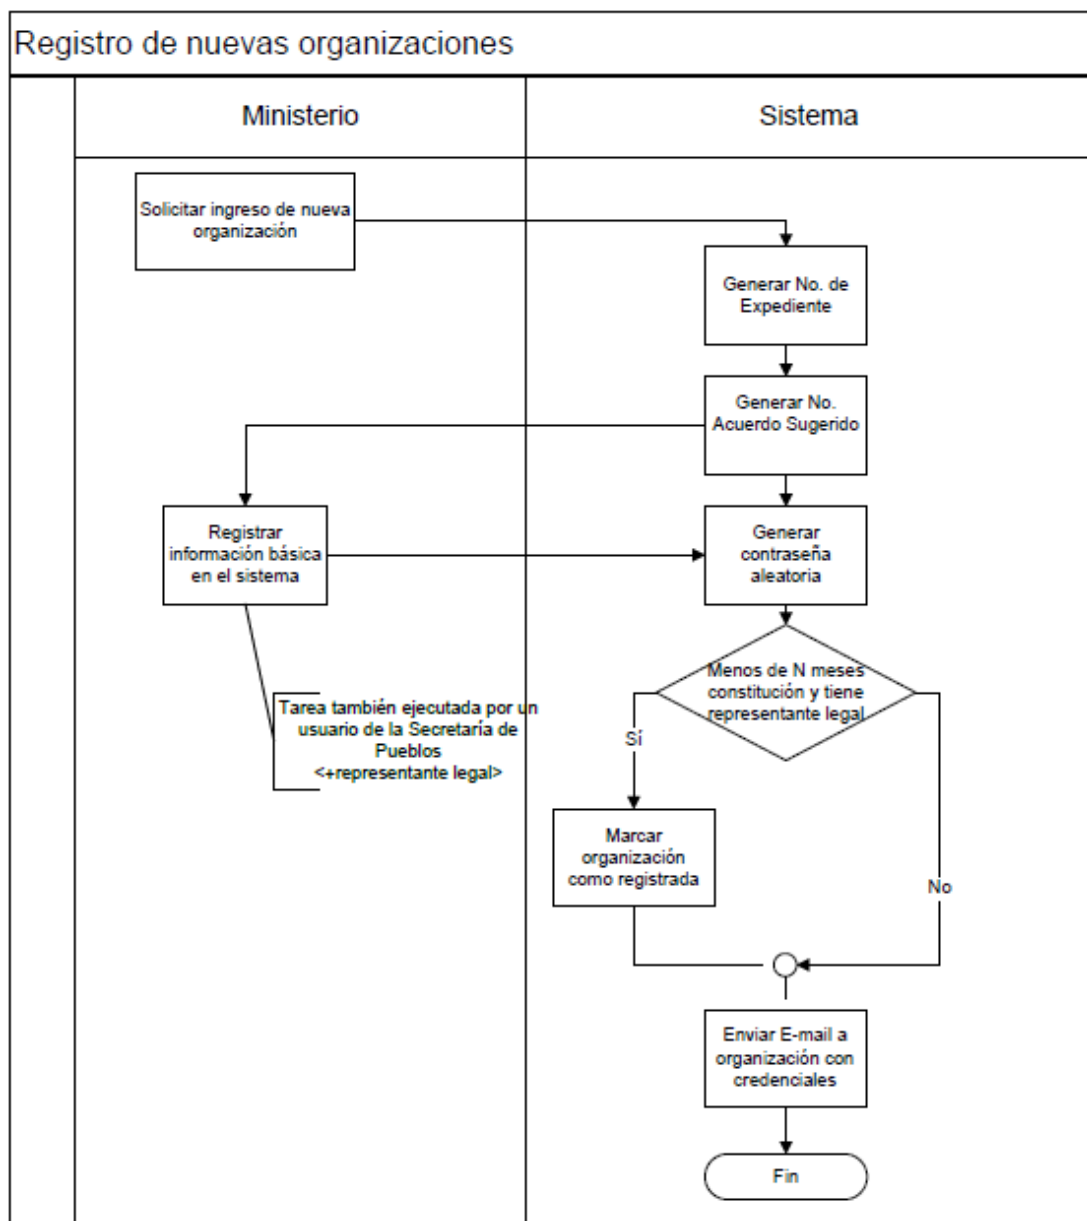 Registro de nuevas organizaciones
Ministerio
Sistema
Solicitar ingreso de nueva
organización
Generar No. de
Expediente
Generar No.
Acuerdo Sugerido
Registrar
información básica
en el sistema
Generar
contraseña
aleatoria
Menos de N meses
constitución y tiene
representante legal
Tarea también ejecutada por un
usuario de la Secretaría de
Pueblos
<+representante legal>
Sí
Marcar
organización
como registrada
No
Enviar E-mail a
organización con
credenciales
Fin